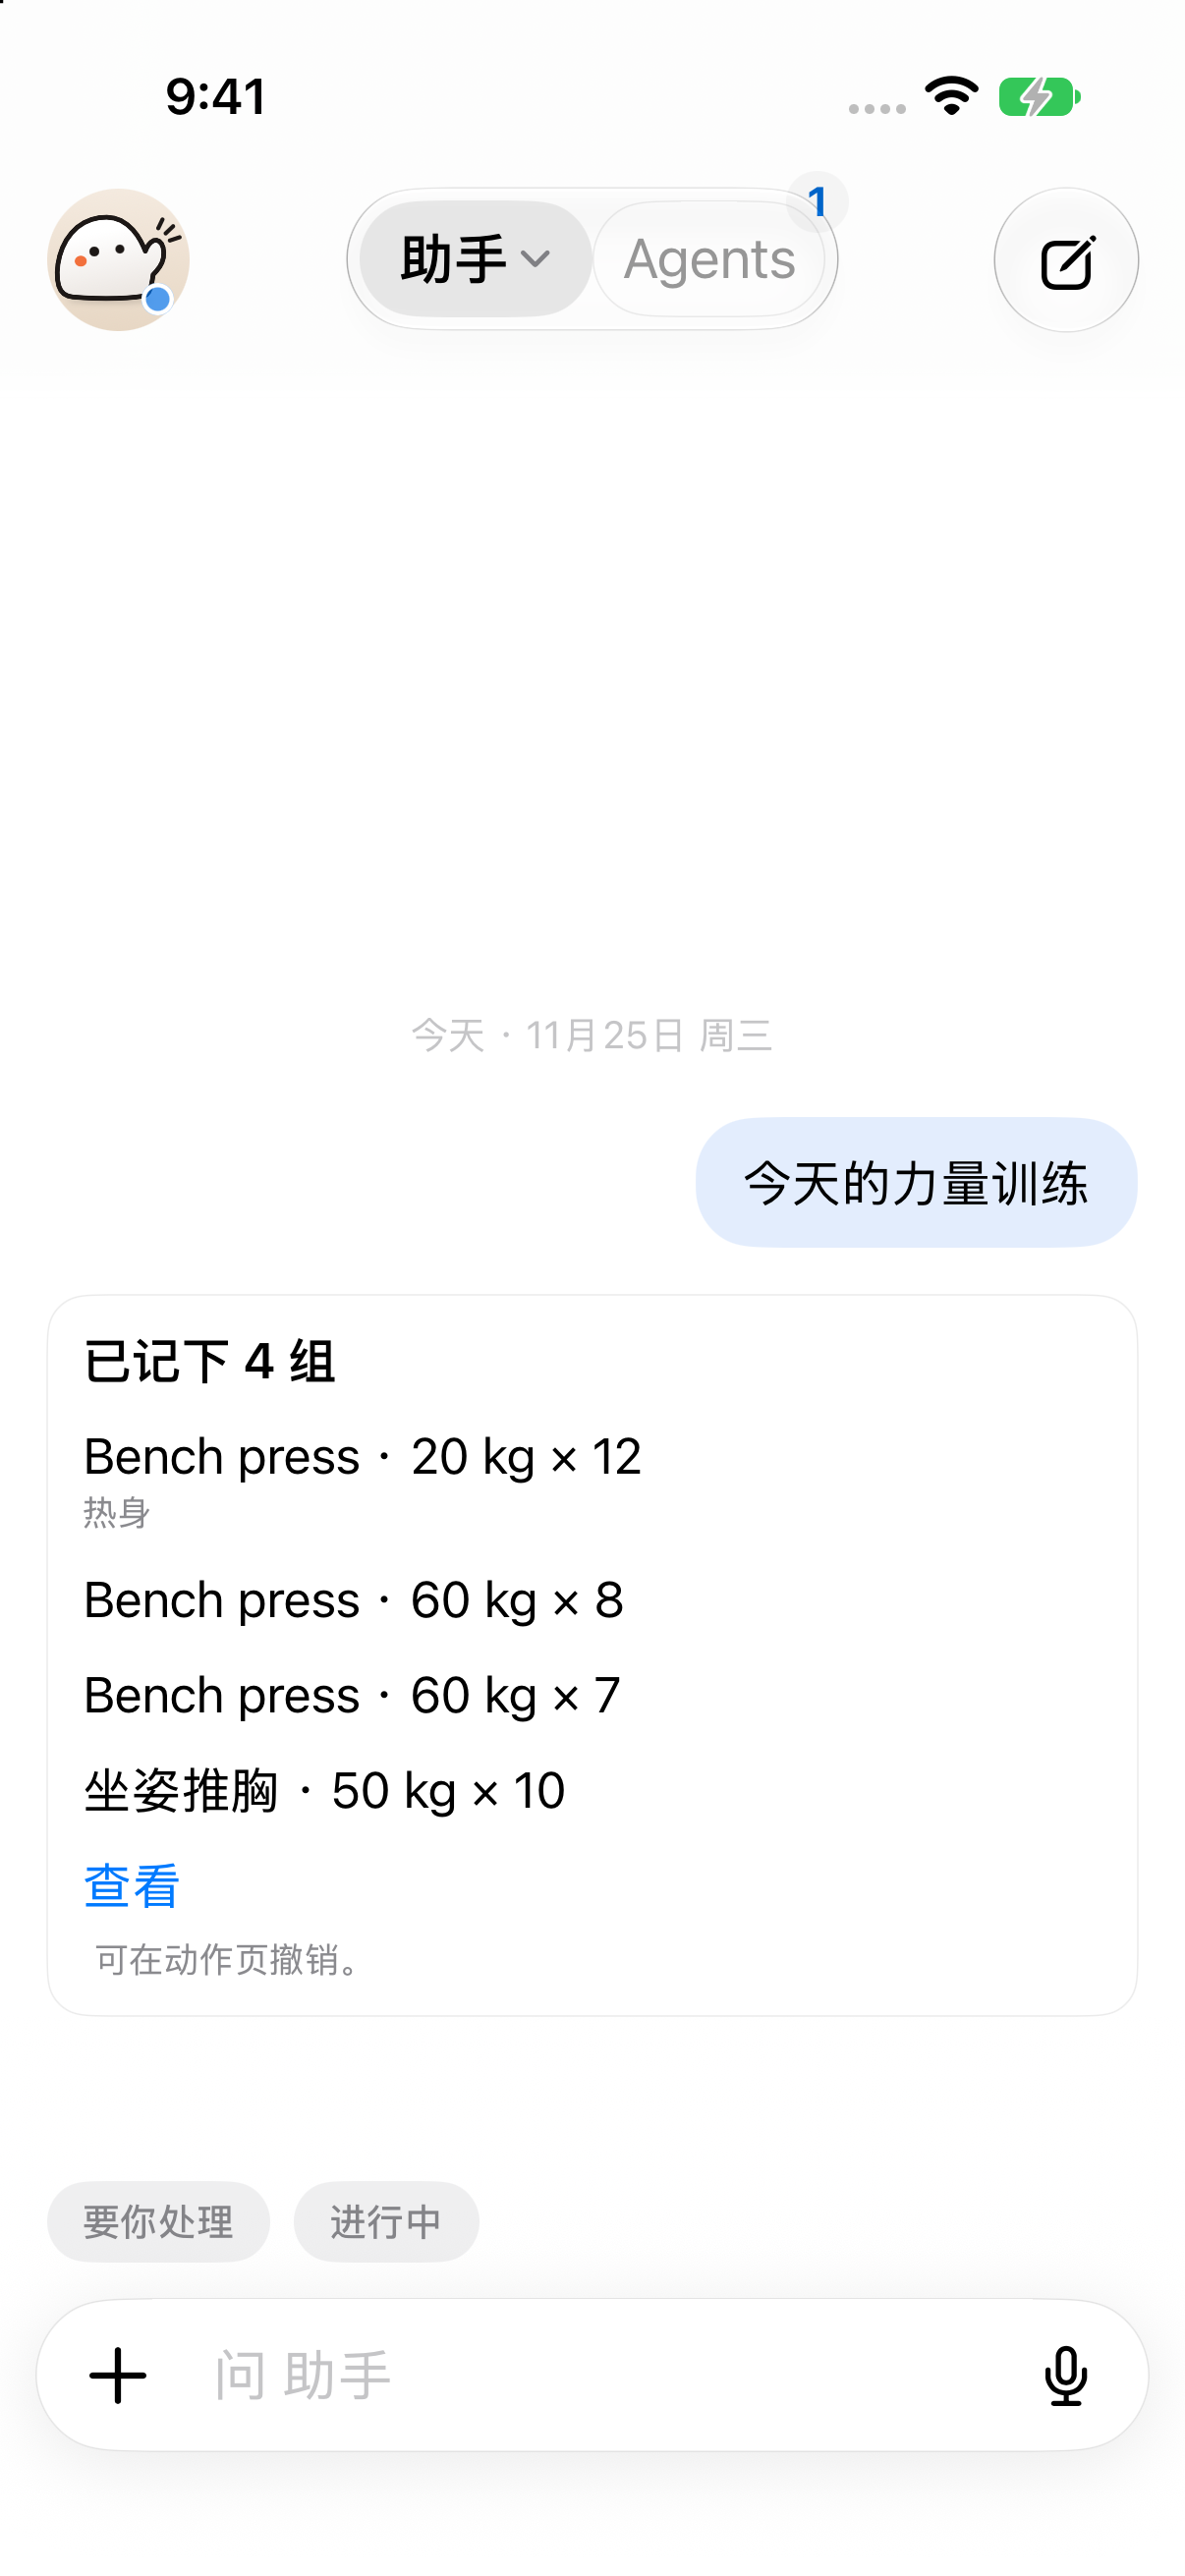 9:41
助手
Agents
1
今天 · 11月25日 周三
今天的力量训练
已记下 4 组
Bench press · 20 kg × 12
热身
Bench press · 60 kg × 8
Bench press · 60 kg × 7
坐姿推胸 · 50 kg × 10
查看
可在动作页撤销。
要你处理
进行中
问 助手